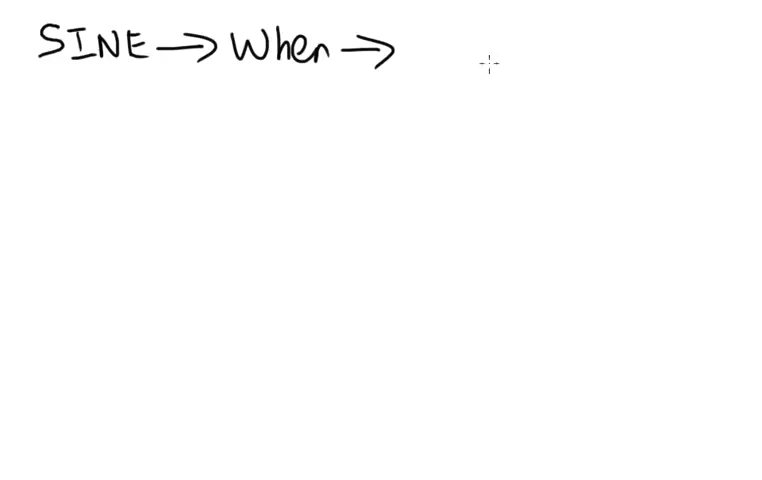 SINE → When →